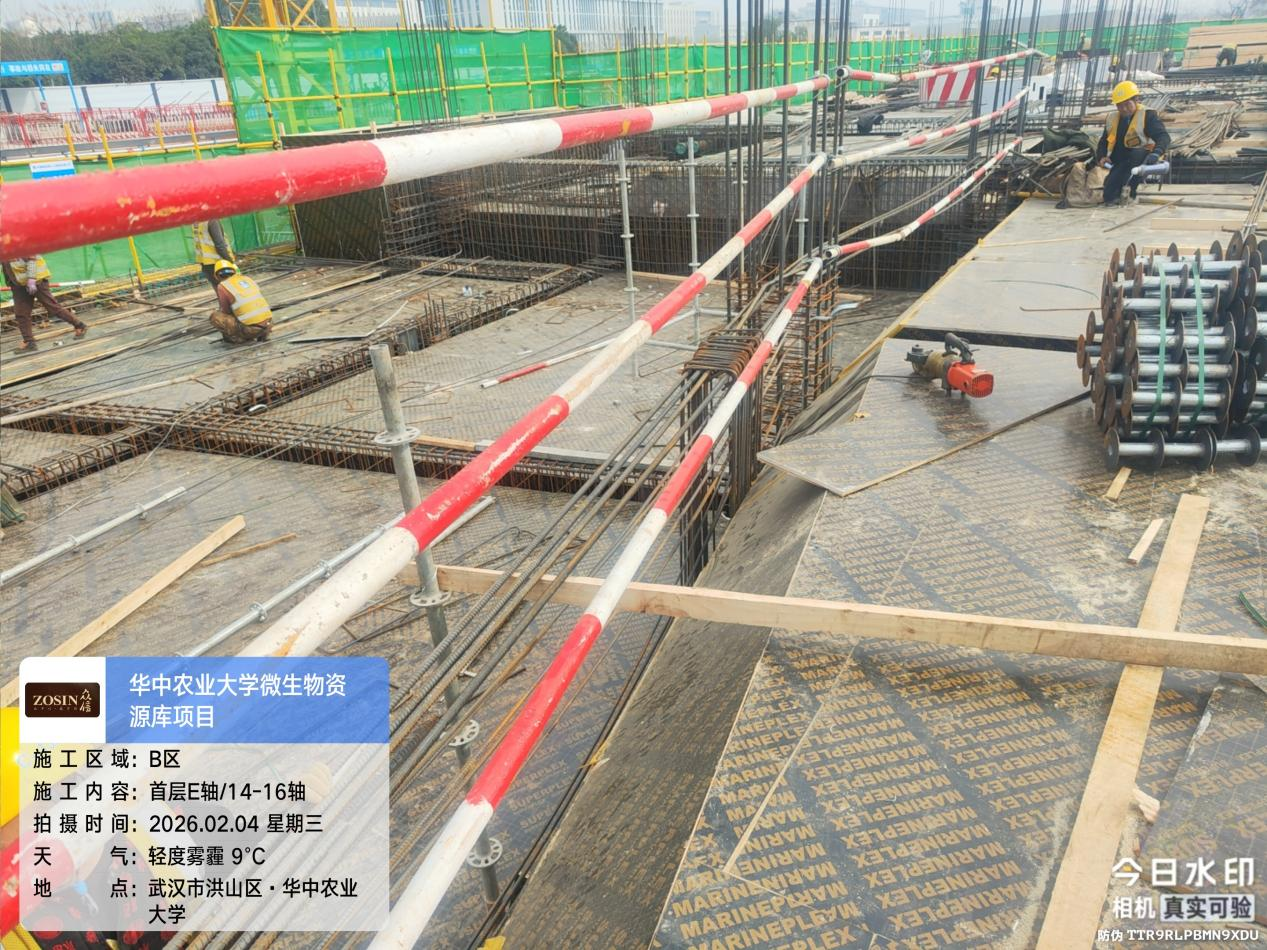 ZOSIN 众信
华中农业大学微生物资
源库项目
施工区域：B区
施工内容：首层E轴/14-16轴
拍摄时间：2026.02.04 星期三
天气：轻度雾霾 9°C
地点：武汉市洪山区·华中农业
大学
MARINEPLEX
MARINEPLEX
MARINEPLEX
今日水印
相机 真实可验
防伪 TTR9RLPBMN9XDU